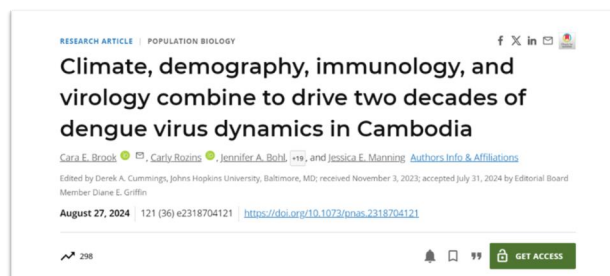 RESEARCH ARTICLE | POPULATION BIOLOGY
Climate, demography, immunology, and
virology combine to drive two decades of
dengue virus dynamics in Cambodia
Cara E. Brook, Carly Rozins, Jennifer A. Bohl, +19, and Jessica E. Manning Authors Info & Affiliations
Edited by Derek A. Cummings, Johns Hopkins University, Baltimore, MD; received November 3, 2023; accepted July 31, 2024 by Editorial Board
Member Diane E. Griffin
August 27, 2024 | 121 (36) e2318704121 | https://doi.org/10.1073/pnas.2318704121
298 GET ACCESS